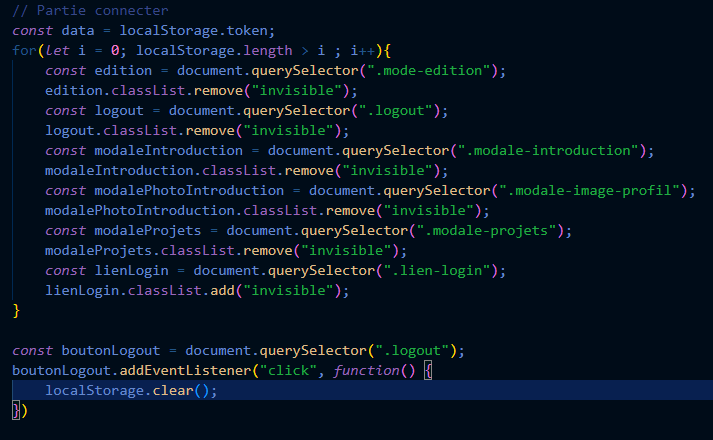 // Partie connecter
const data = localStorage.token;
for(let i = 0; localStorage.length > i ; i++){
    const edition = document.querySelector(".mode-edition");
    edition.classList.remove("invisible");
    const logout = document.querySelector(".logout");
    logout.classList.remove("invisible");
    const modaleIntroduction = document.querySelector(".modale-introduction");
    modaleIntroduction.classList.remove("invisible");
    const modalePhotoIntroduction = document.querySelector(".modale-image-profil");
    modalePhotoIntroduction.classList.remove("invisible");
    const modaleProjets = document.querySelector(".modale-projets");
    modaleProjets.classList.remove("invisible");
    const lienLogin = document.querySelector(".lien-login");
    lienLogin.classList.add("invisible");
}

const boutonLogout = document.querySelector(".logout");
boutonLogout.addEventListener("click", function() {
    localStorage.clear();
})